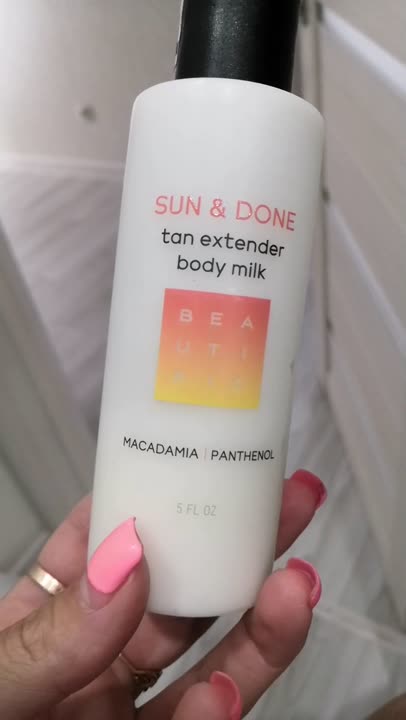 SUN & DONE
tan extender
body milk
BEA
UTI
MACADAMIA | PANTHENOL
5 FL OZ